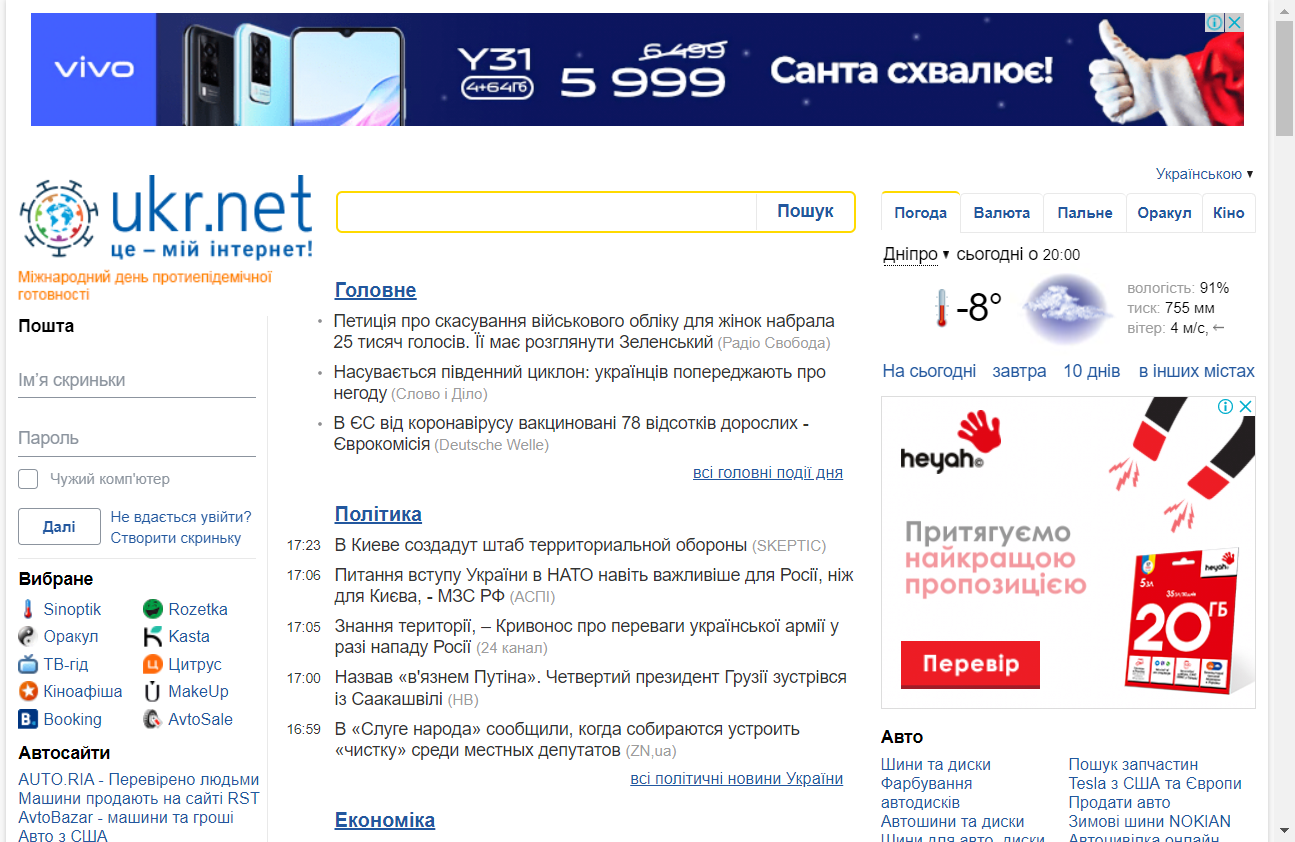 vivo
Y31
4+64Гб
6 499
5 999
Санта схвалює!
Українською ▾
ukr.net
це – мій інтернет!
Міжнародний день протиепідемічної
готовності
Пошук
Погода
Валюта
Пальне
Оракул
Кіно
Дніпро ▾ сьогодні о 20:00
-8°
вологість: 91%
тиск: 755 мм
вітер: 4 м/с, ←
На сьогодні завтра 10 днів в інших містах
Пошта
Ім'я скриньки
Пароль
Чужий комп'ютер
Далі
Не вдається увійти?
Створити скриньку
Вибране
Sinoptik
Rozetka
Оракул
Kasta
ТВ-гід
Цитрус
Кіноафіша
MakeUp
Booking
AvtoSale
Автосайти
AUTO.RIA - Перевірено людьми
Машини продають на сайті RST
AvtoBazar - машини та гроші
Авто з США
Головне
Петиція про скасування військового обліку для жінок набрала
25 тисяч голосів. Її має розглянути Зеленський (Радіо Свобода)
Насувається південний циклон: українців попереджають про
негоду (Слово і Діло)
В ЄС від коронавірусу вакциновані 78 відсотків дорослих -
Єврокомісія (Deutsche Welle)
всі головні події дня
Політика
17:23 В Киеве создадут штаб территориальной обороны (SKEPTIC)
17:06 Питання вступу України в НАТО навіть важливіше для Росії, ніж
для Києва, - МЗС РФ (АСПІ)
17:05 Знання території, – Кривонос про переваги української армії у
разі нападу Росії (24 канал)
17:00 Назвав «в'язнем Путіна». Четвертий президент Грузії зустрівся
із Саакашвілі (НВ)
16:59 В «Слуге народа» сообщили, когда собираются устроить
«чистку» среди местных депутатов (ZN,ua)
всі політичні новини України
Економіка
heyah
Притягуємо
найкращою
пропозицією
Перевір
heyah
5 ЗЛ
20 ГБ
Авто
Шини та диски
Фарбування
автодисків
Автошини та диски
Шини для авто, диски
Пошук запчастин
Tesla з США та Європи
Продати авто
Зимові шини NOKIAN
Автоцивілка онлайн